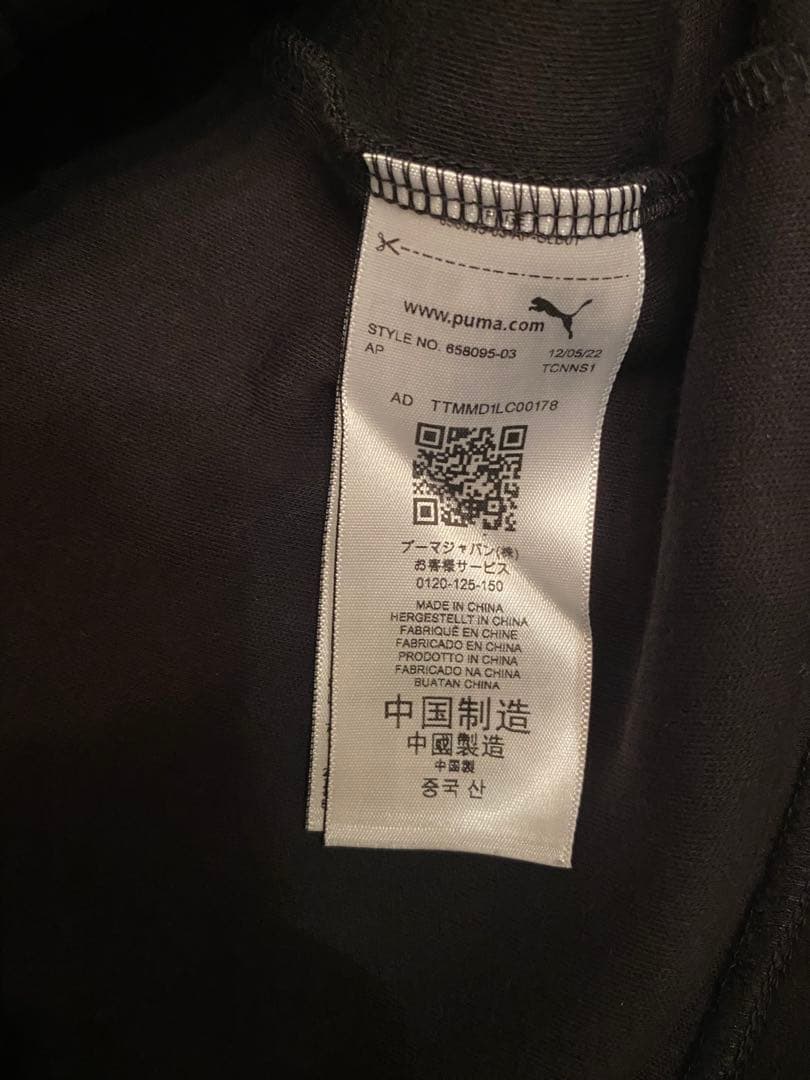 www.puma.com
STYLE NO. 658095-03 12/05/22
AP TCNNS1
AD TTMMD1LC00178
プーマジャパン(株)
お客様サービス
0120-125-150
MADE IN CHINA
HERGESTELLT IN CHINA
FABRIQUÉ EN CHINE
FABRICADO EN CHINA
PRODOTTO IN CHINA
FABRICADO NA CHINA
BUATAN CHINA
中国制造
中國製造
中国製
중국 산